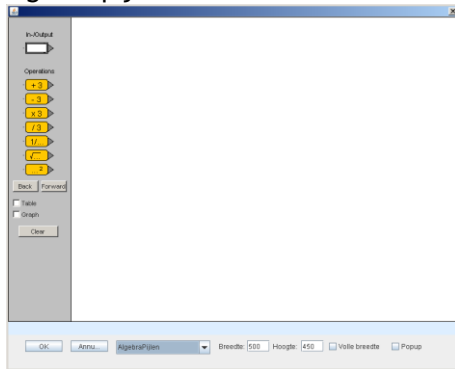 In-/Output
Operations
+ 3
- 3
x 3
/ 3
1/...
√...
...²
Back Forward
Table
Graph
Clear
OK Annu... AlgebraPijlen Breedte: 500 Hoogte: 450 Volle breedte Popup